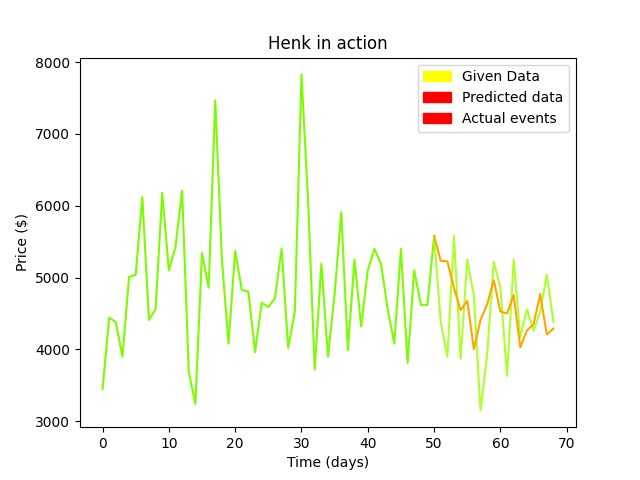 Henk in action
Given Data
Predicted data
Actual events
8000
7000
6000
5000
4000
3000
Price ($)
0 10 20 30 40 50 60 70
Time (days)